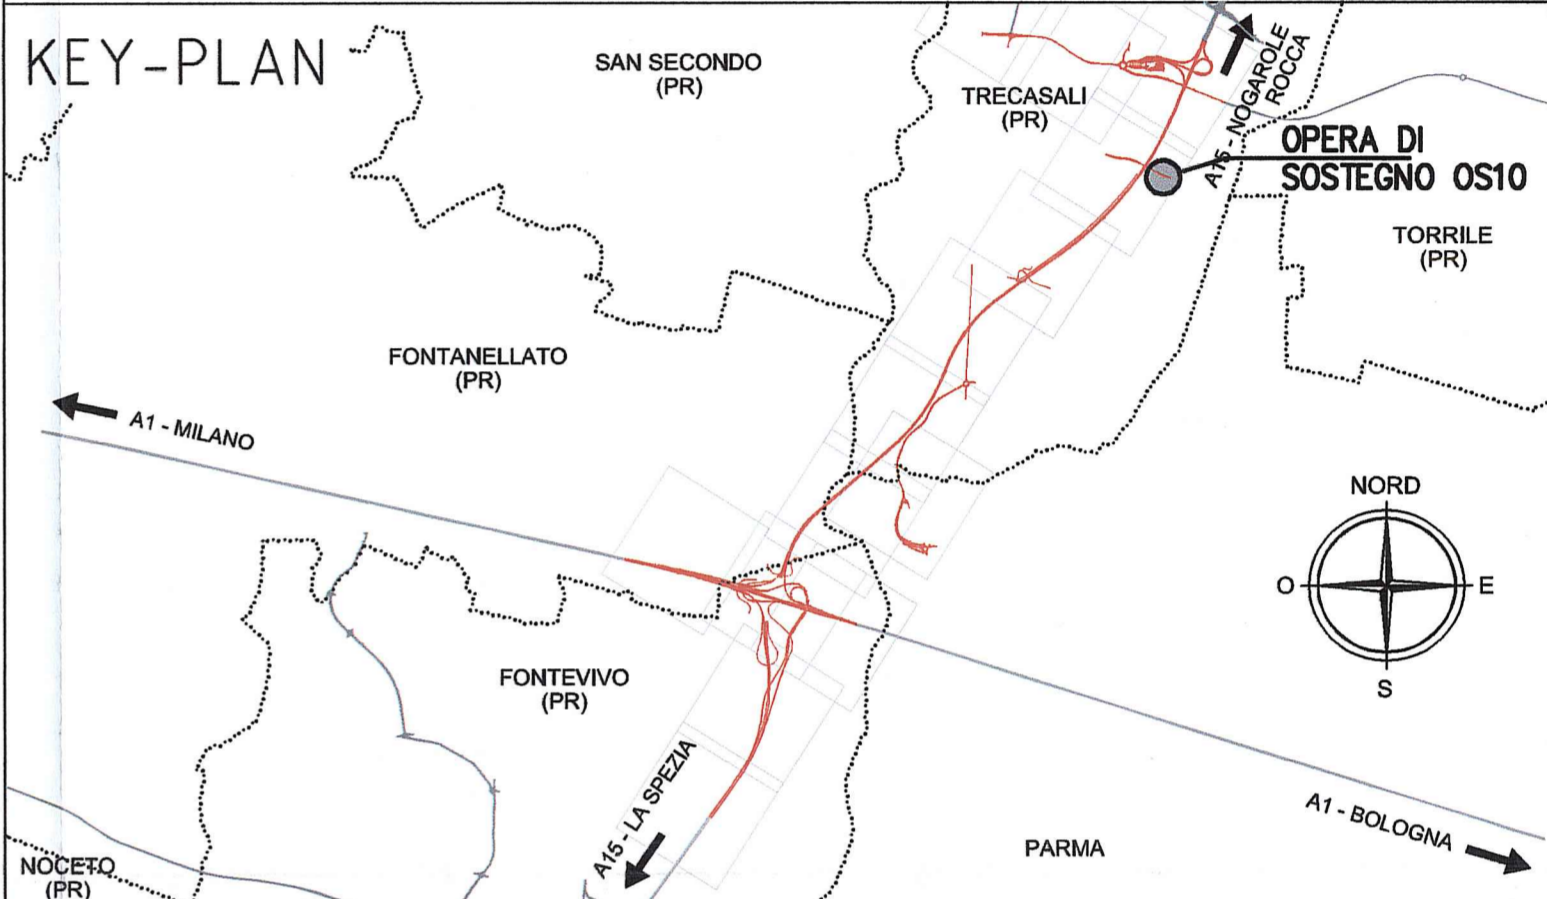 KEY-PLAN
SAN SECONDO
(PR)
TRECASALI
(PR)
A15 - NOGAROLE
ROCCA
OPERA DI
SOSTEGNO OS10
TORRILE
(PR)
FONTANELLATO
(PR)
A1 - MILANO
NORD
O
E
S
FONTEVIVO
(PR)
A15 - LA SPEZIA
A1 - BOLOGNA
PARMA
NOCETO
(PR)